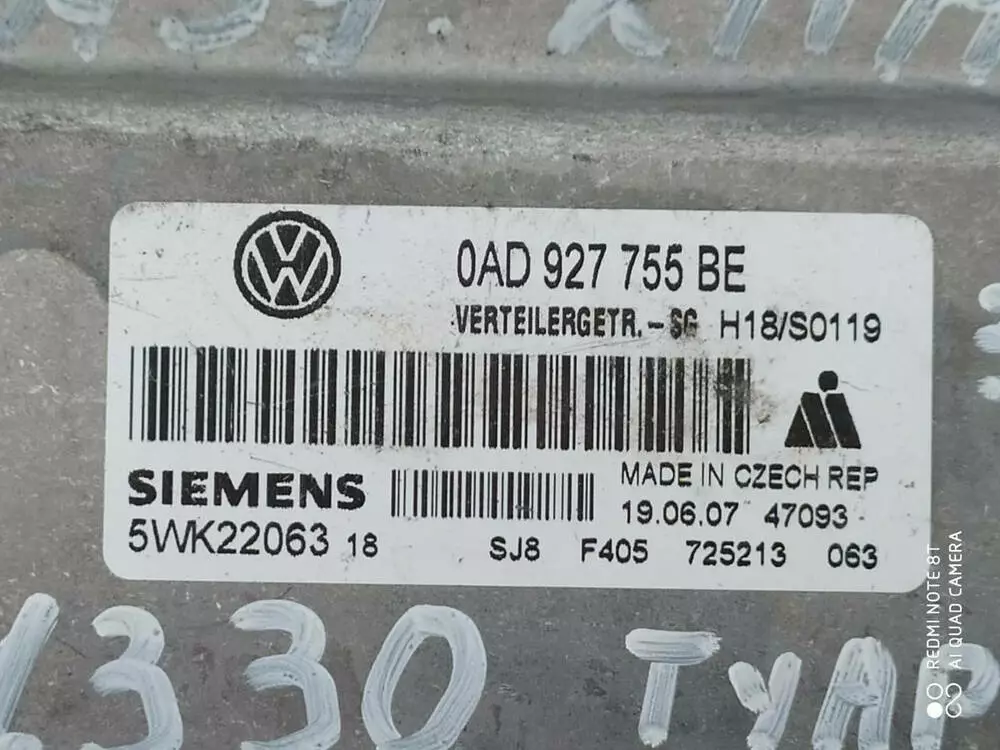 0AD 927 755 BE
VERTEILERGETR.-SG H18/S0119
SIEMENS
MADE IN CZECH REP
19.06.07 47093
5WK22063 18
SJ8 F405 725213 063
330
REDMI NOTE 8T
AI QUAD CAMERA